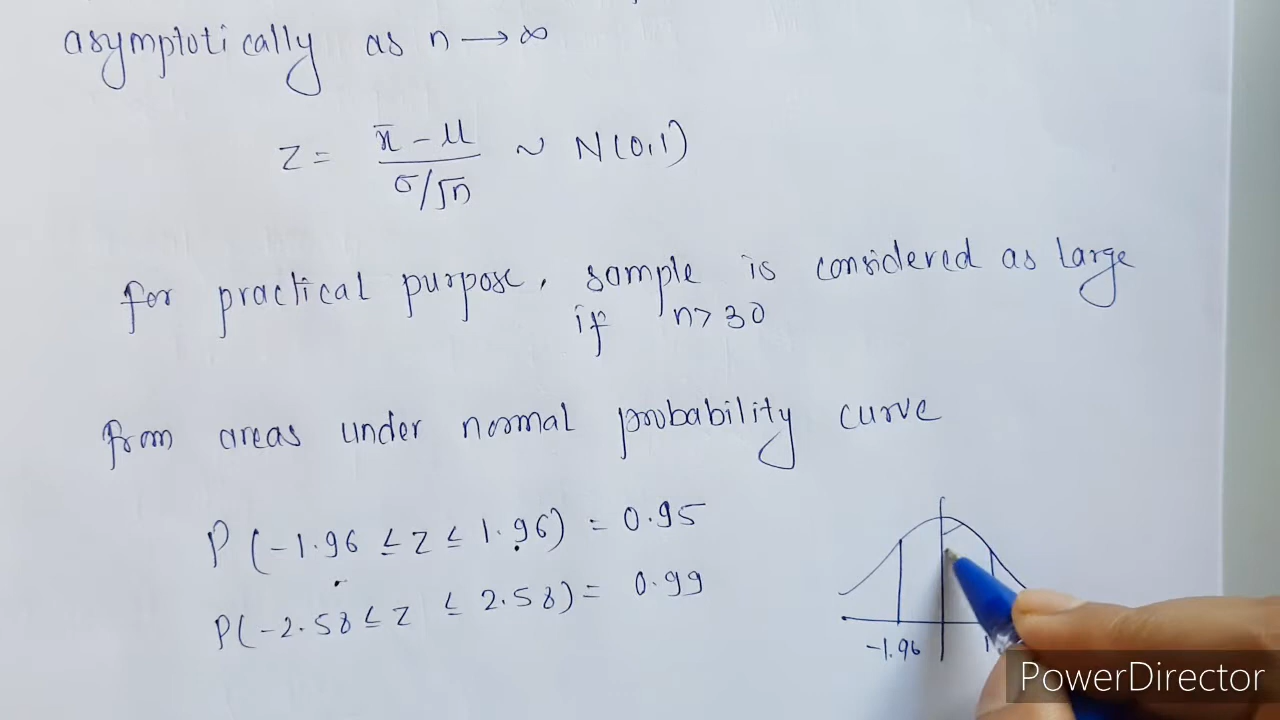 asymptotically as n → ∞
z = x̄ - μ / σ/√n ~ N(0,1)
for practical purpose, sample is considered as large
if n > 30
from areas under normal probability curve
P(-1.96 ≤ z ≤ 1.96) = 0.95
P(-2.58 ≤ z ≤ 2.58) = 0.99
-1.96
PowerDirector